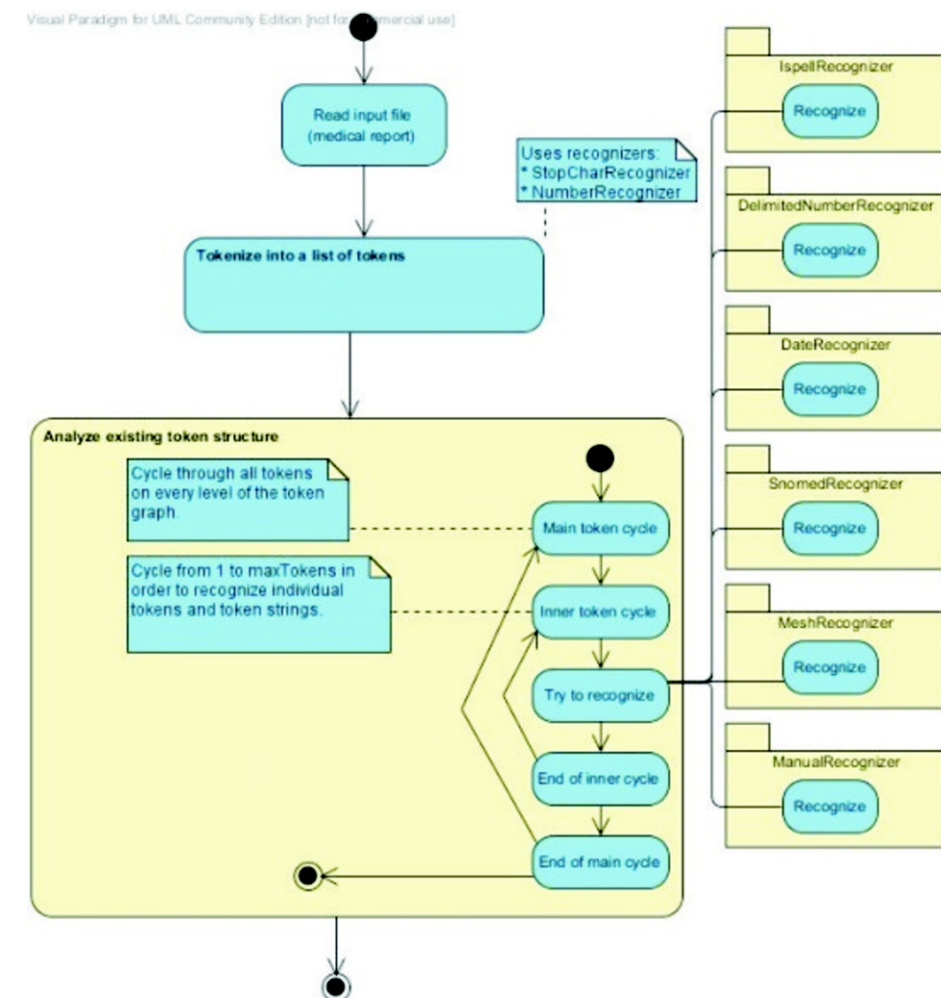 Visual Paradigm for UML Community Edition [not for commercial use]
Read input file
(medical report)
Uses recognizers:
* StopCharRecognizer
* NumberRecognizer
Tokenize into a list of tokens
Analyze existing token structure
Cycle through all tokens
on every level of the token
graph.
Cycle from 1 to maxTokens in
order to recognize individual
tokens and token strings.
Main token cycle
Inner token cycle
Try to recognize
End of inner cycle
End of main cycle
IspellRecognizer
Recognize
DelimitedNumberRecognizer
Recognize
DateRecognizer
Recognize
SnomedRecognizer
Recognize
MeshRecognizer
Recognize
ManualRecognizer
Recognize